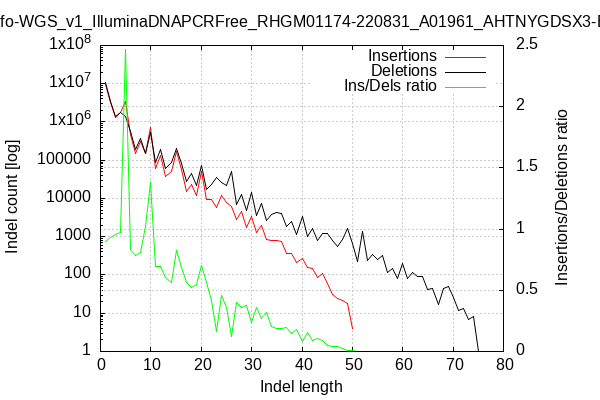 fo-WGS_v1_IlluminaDNAPCRFree_RHGM01174-220831_A01961_AHTNYGDSX3-
Insertions
Deletions
Ins/Dels ratio
1x10^8
1x10^7
1x10^6
100000
10000
1000
100
10
1
Indel count [log]
2.5
2
1.5
1
0.5
0
Insertions/Deletions ratio
0 10 20 30 40 50 60 70 80
Indel length